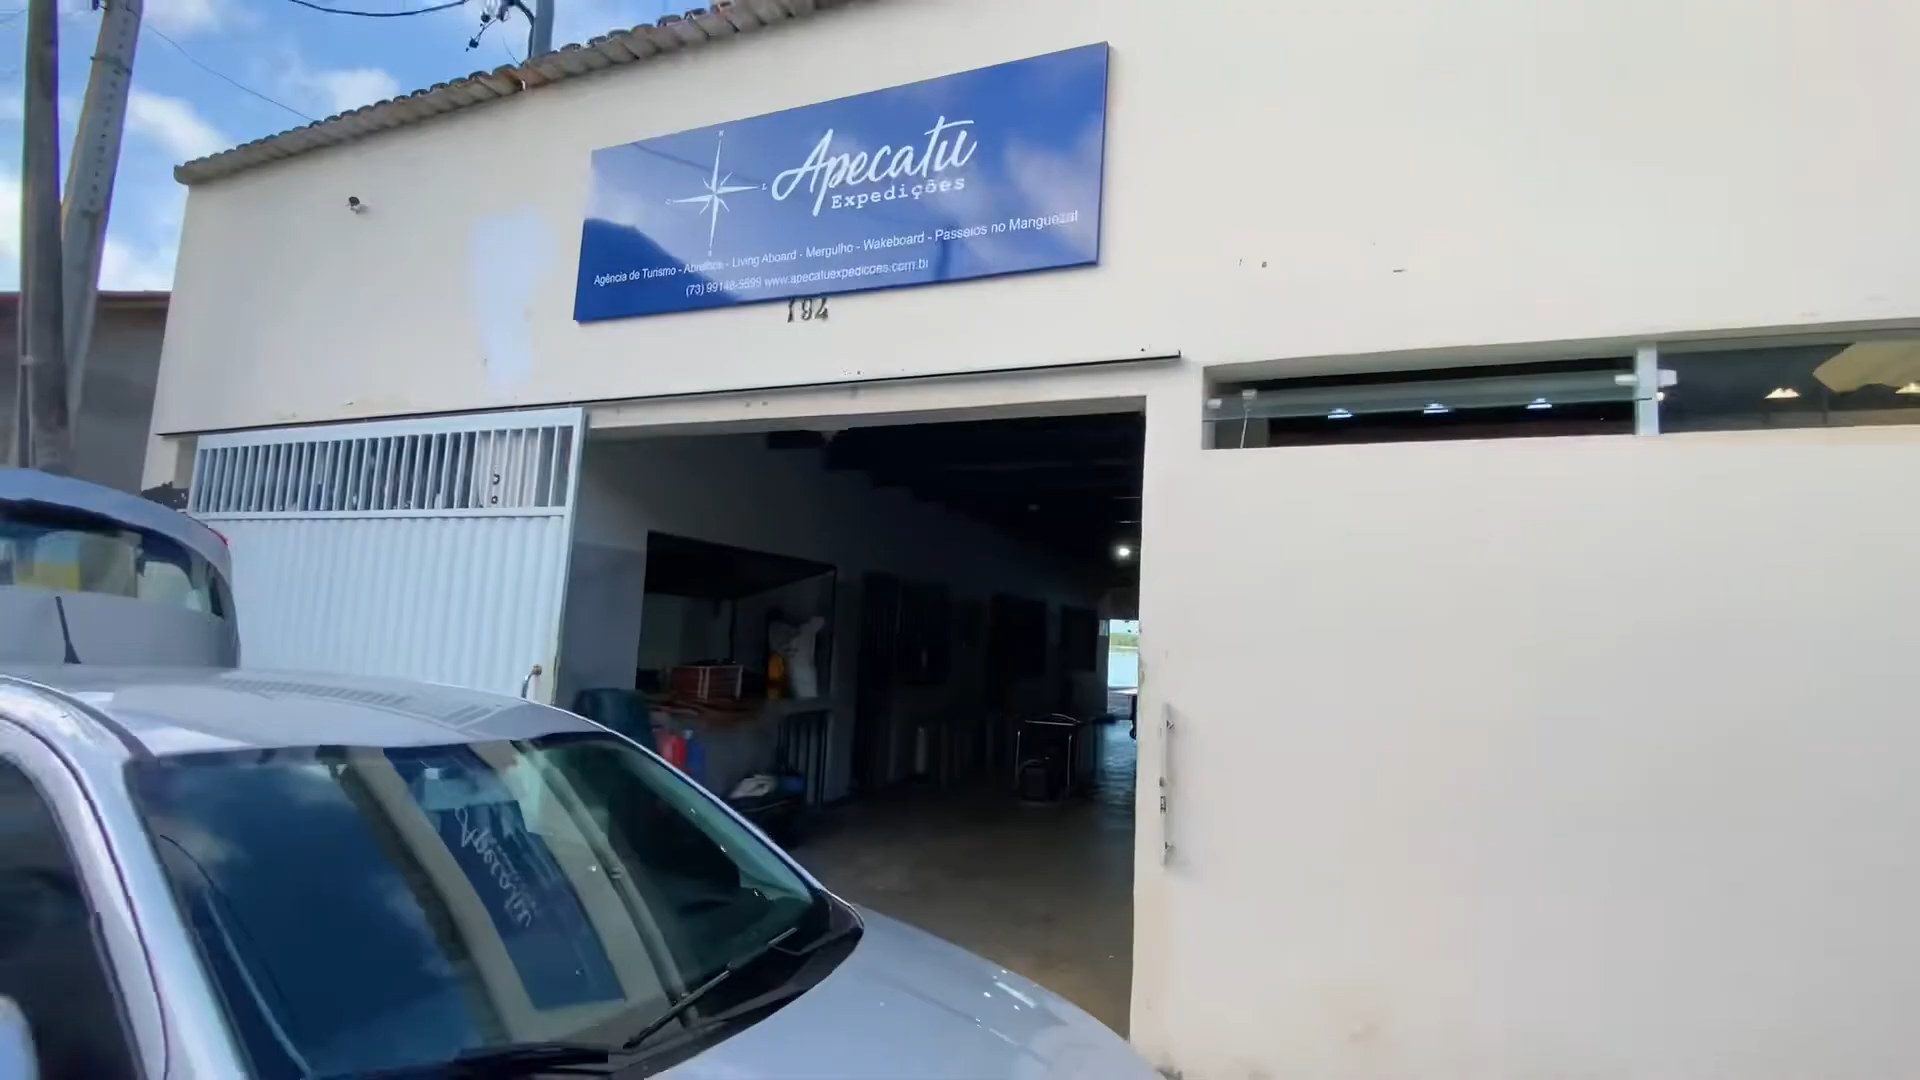 Apecatu
Expedições
Agência de Turismo - Abrolhos - Living Aboard - Mergulho - Wakeboard - Passeios no Manguezal
(73) 99148-5699 www.apecatuexpedicoes.com.br
194